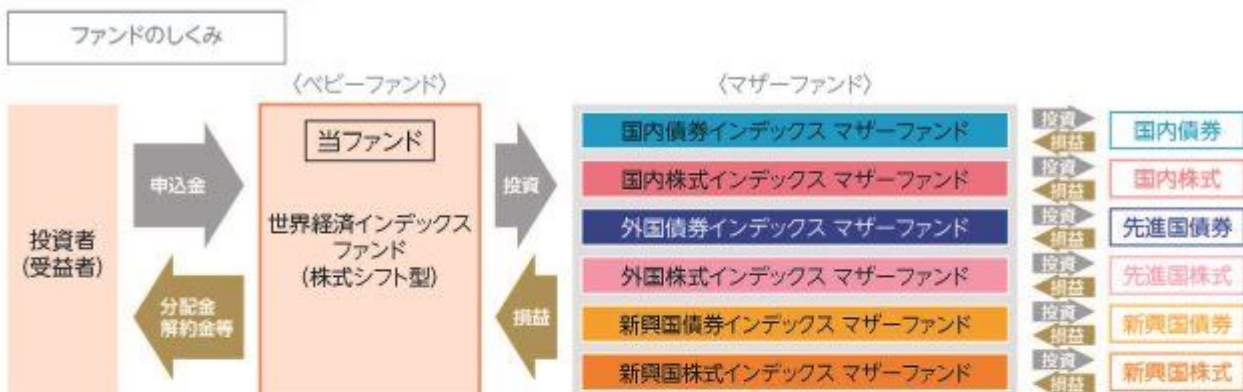 ファンドのしくみ
〈ベビーファンド〉
〈マザーファンド〉
投資者
(受益者)
申込金
分配金
解約金等
当ファンド
世界経済インデックス
ファンド
(株式シフト型)
投資
損益
国内債券インデックス マザーファンド
投資
損益
国内債券
国内株式インデックス マザーファンド
投資
損益
国内株式
外国債券インデックス マザーファンド
投資
損益
先進国債券
外国株式インデックス マザーファンド
投資
損益
先進国株式
新興国債券インデックス マザーファンド
投資
損益
新興国債券
新興国株式インデックス マザーファンド
投資
損益
新興国株式